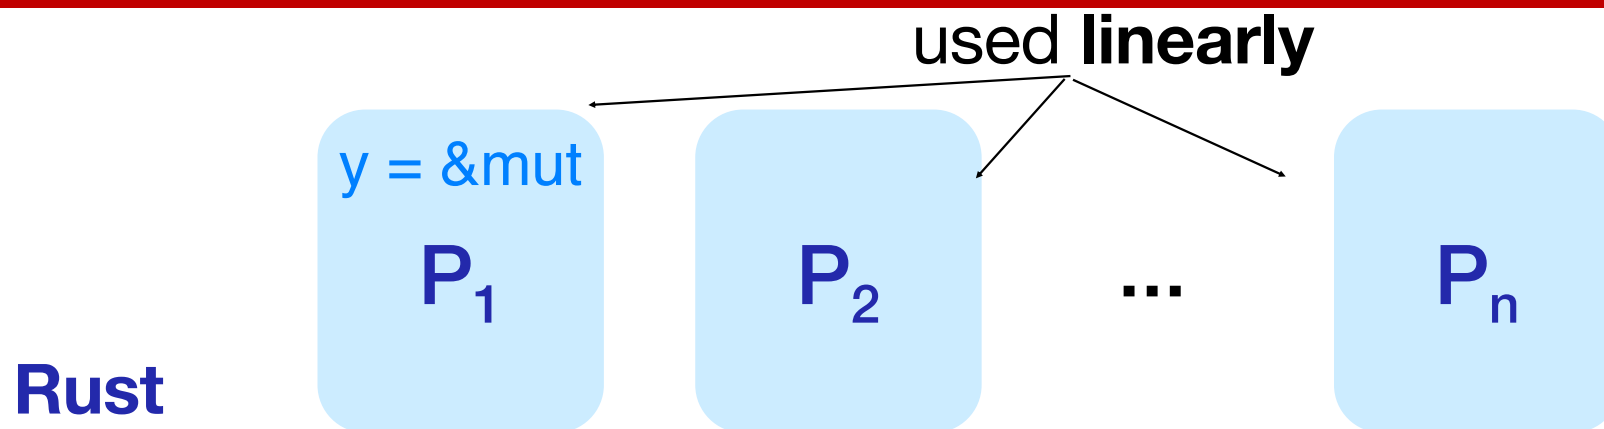 used linearly
y = &mut
P₁
P₂
...
Pₙ
Rust